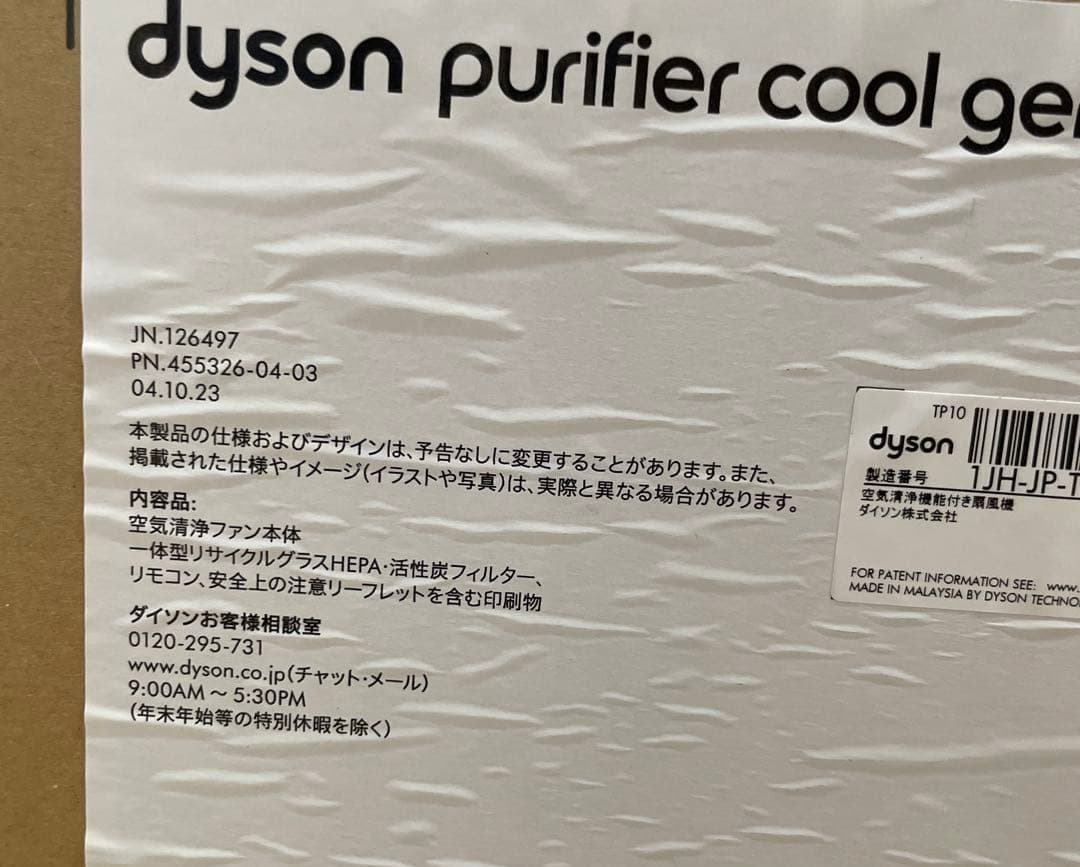 dyson purifier cool
JN.126497
PN.455326-04-03
04.10.23
本製品の仕様およびデザインは、予告なしに変更することがあります。また、
掲載された仕様やイメージ(イラストや写真)は、実際と異なる場合があります。
内容品:
空気清浄ファン本体
一体型リサイクルグラスHEPA·活性炭フィルター、
リモコン、安全上の注意リーフレットを含む印刷物
ダイソンお客様相談室
0120-295-731
www.dyson.co.jp(チャット·メール)
9:00AM ~ 5:30PM
(年末年始等の特別休暇を除く)
TP10
dyson
製造番号 1JH-JP-T
空気清浄機能付き扇風機
ダイソン株式会社
FOR PATENT INFORMATION SEE: www.
MADE IN MALAYSIA BY DYSON TECHNO